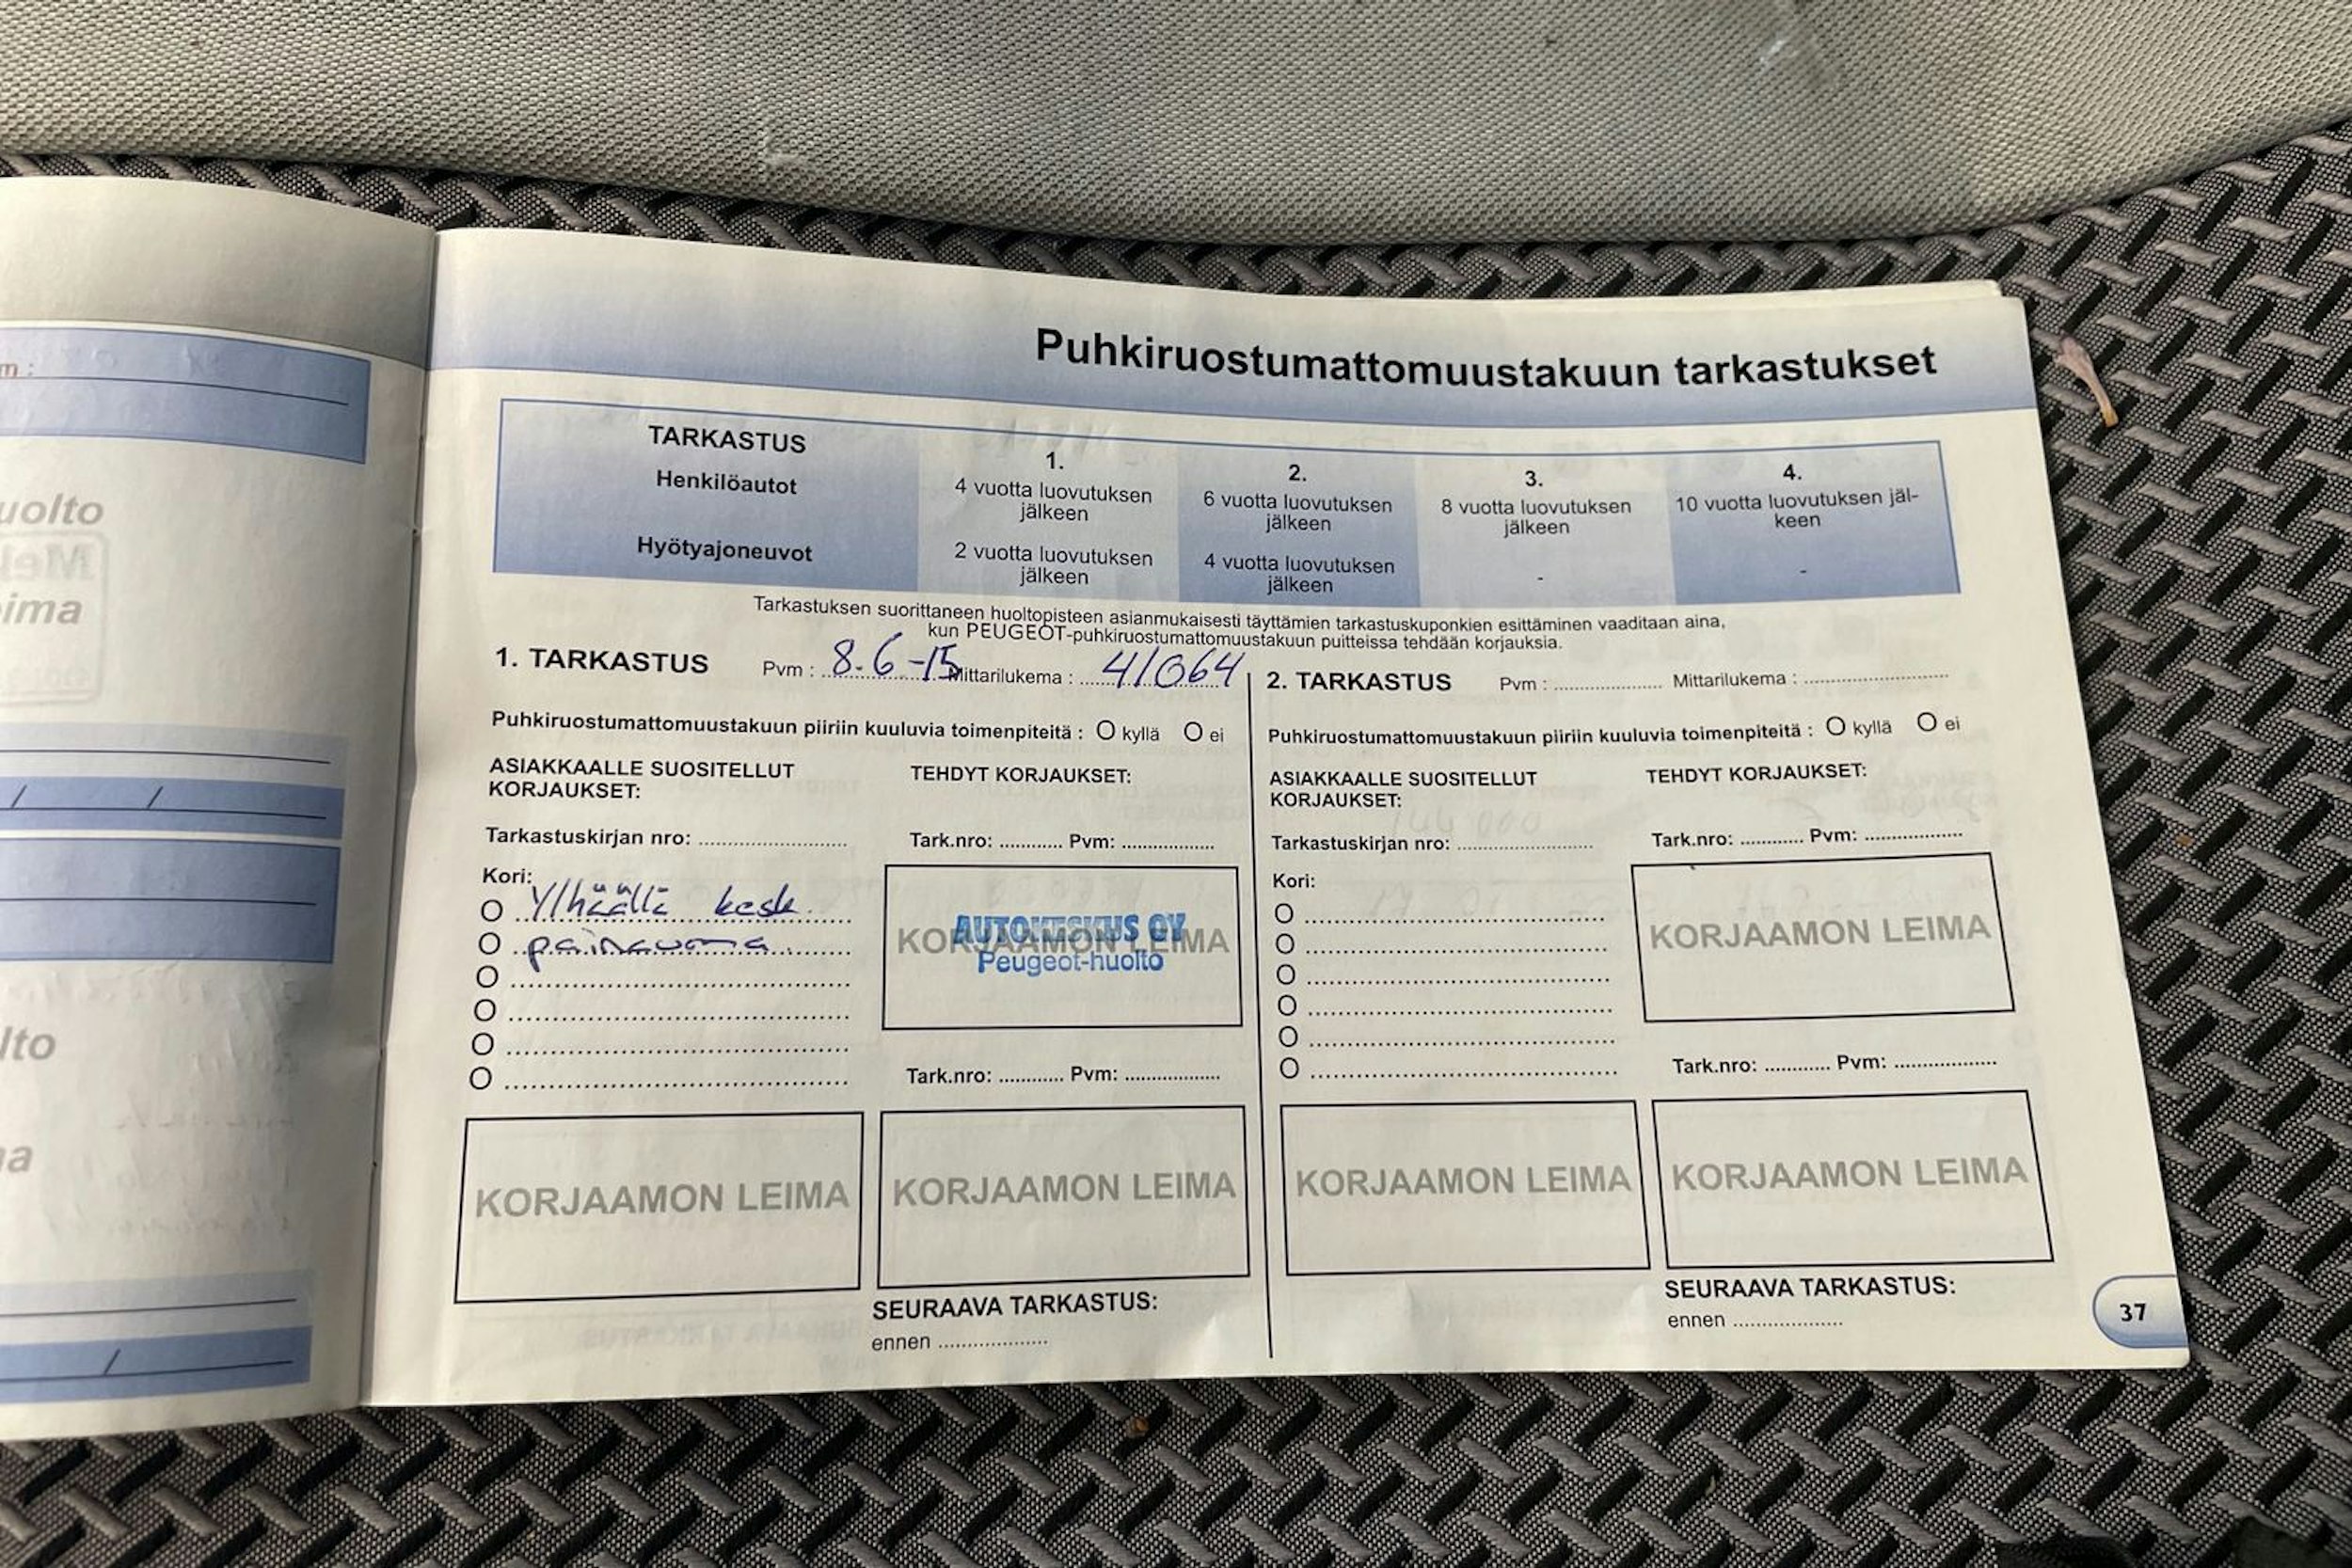 m :
uolto
eima
lto
a
Puhkiruostumattomuustakuun tarkastukset
TARKASTUS
Henkilöautot
Hyötyajoneuvot
1.
4 vuotta luovutuksen
jälkeen
2 vuotta luovutuksen
jälkeen
2.
6 vuotta luovutuksen
jälkeen
4 vuotta luovutuksen
jälkeen
3.
8 vuotta luovutuksen
jälkeen
-
4.
10 vuotta luovutuksen jäl-
keen
-
Tarkastuksen suorittaneen huoltopisteen asianmukaisesti täyttämien tarkastuskuponkien esittäminen vaaditaan aina,
kun PEUGEOT-puhkiruostumattomuustakuun puitteissa tehdään korjauksia.
1. TARKASTUS Pvm : 8.6-15 Mittarilukema : 41064
Puhkiruostumattomuustakuun piiriin kuuluvia toimenpiteitä : O kyllä O ei
ASIAKKAALLE SUOSITELLUT
KORJAUKSET:
Tarkastuskirjan nro: ..........
Kori:
O Ylhäällä kesk.
O painauma
O
O
O
O
KORJAAMON LEIMA
TEHDYT KORJAUKSET:
Tark.nro: .......... Pvm: ..........
KORJAAMON LEIMA
AUTOKESKUS OY
Peugeot-huolto
Tark.nro: .......... Pvm: ..........
KORJAAMON LEIMA
SEURAAVA TARKASTUS:
ennen ..........
2. TARKASTUS Pvm : .......... Mittarilukema : ..........
Puhkiruostumattomuustakuun piiriin kuuluvia toimenpiteitä : O kyllä O ei
ASIAKKAALLE SUOSITELLUT
KORJAUKSET:
Tarkastuskirjan nro: ..........
Kori:
O
O
O
O
O
O
KORJAAMON LEIMA
TEHDYT KORJAUKSET:
Tark.nro: .......... Pvm: ..........
KORJAAMON LEIMA
Tark.nro: .......... Pvm: ..........
KORJAAMON LEIMA
SEURAAVA TARKASTUS:
ennen ..........
37